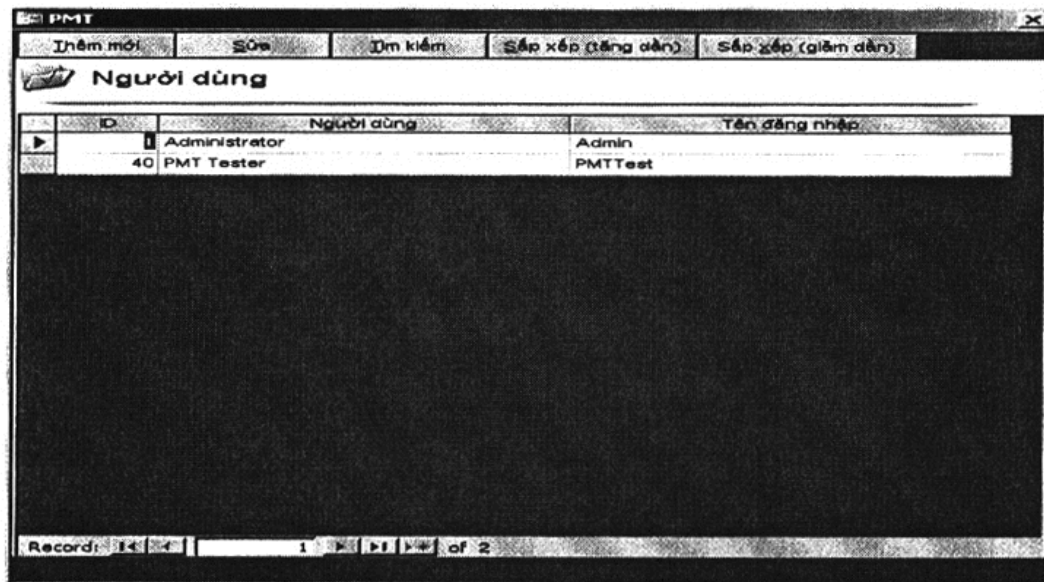 PMT
Thêm mới Sửa Tìm kiếm Sắp xếp (tăng dần) Sắp xếp (giảm dần)
Người dùng
ID Người dùng Tên đăng nhập
1 Administrator Admin
40 PMT Tester PMTTest
Record: 1 of 2